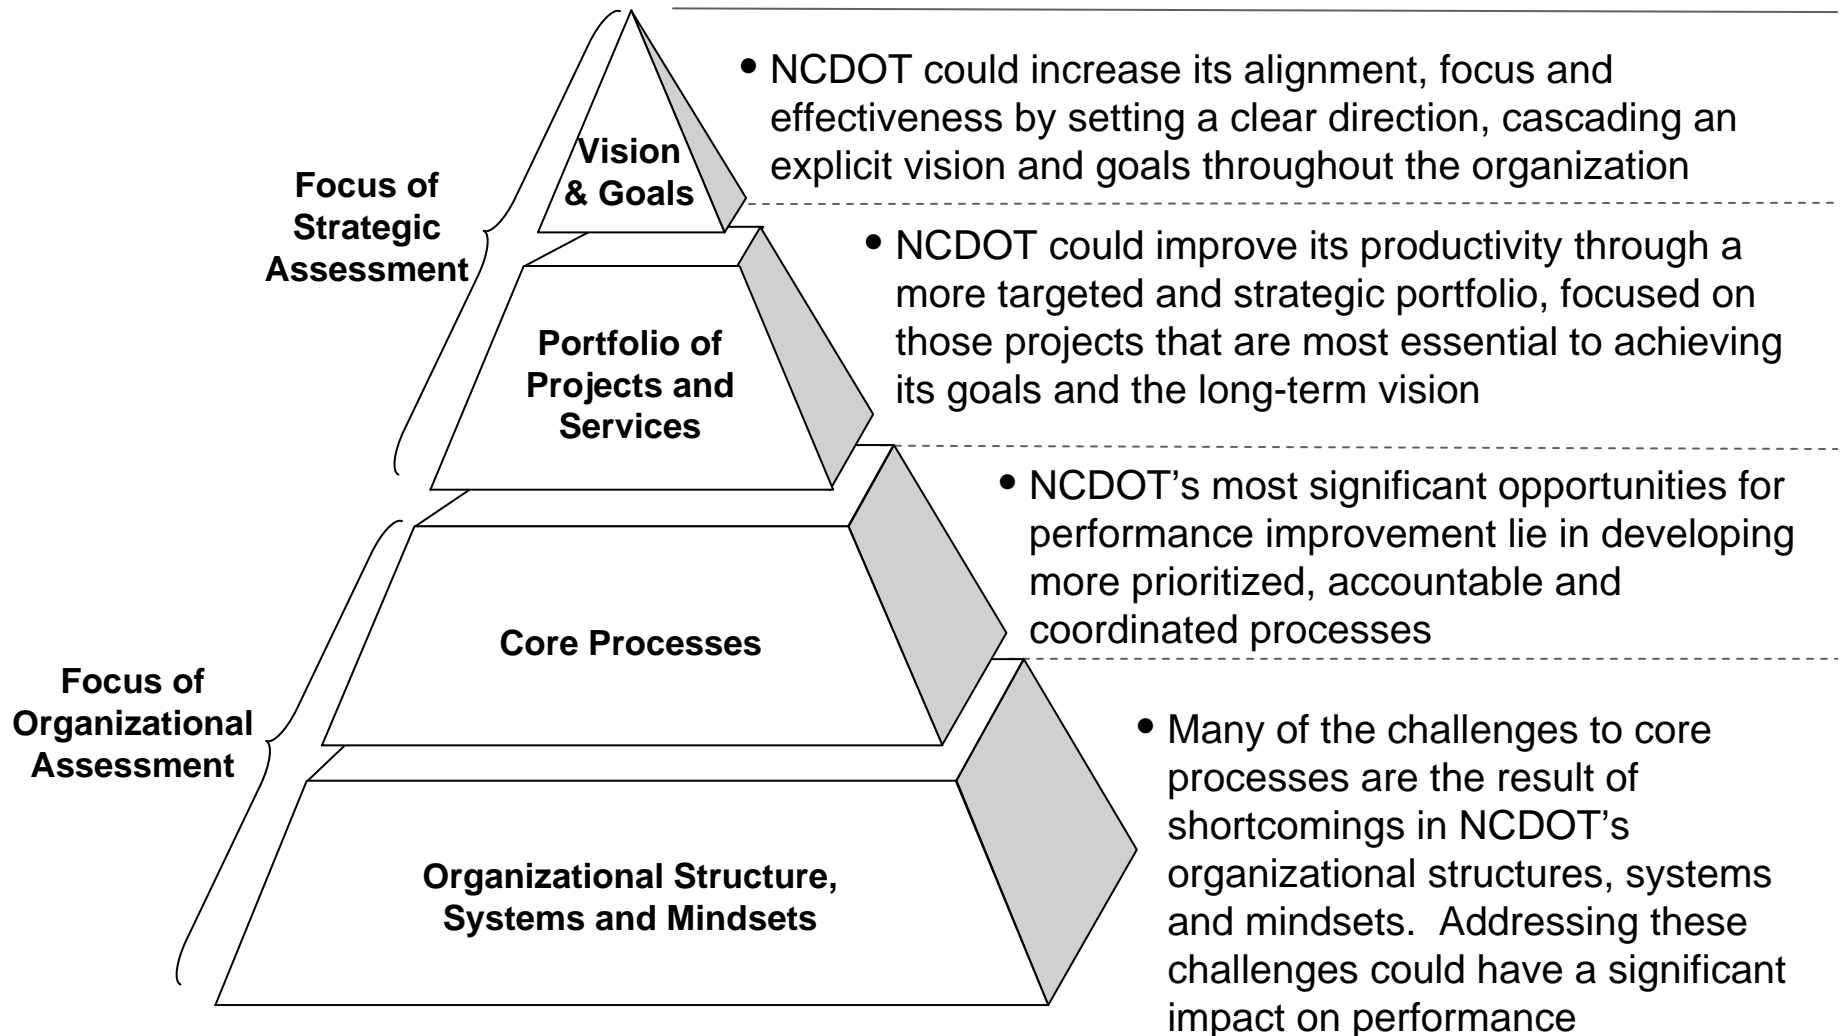 Focus of
Strategic
Assessment
Vision
& Goals
• NCDOT could increase its alignment, focus and
effectiveness by setting a clear direction, cascading an
explicit vision and goals throughout the organization
Portfolio of
Projects and
Services
• NCDOT could improve its productivity through a
more targeted and strategic portfolio, focused on
those projects that are most essential to achieving
its goals and the long-term vision
Focus of
Organizational
Assessment
Core Processes
• NCDOT’s most significant opportunities for
performance improvement lie in developing
more prioritized, accountable and
coordinated processes
Organizational Structure,
Systems and Mindsets
• Many of the challenges to core
processes are the result of
shortcomings in NCDOT’s
organizational structures, systems
and mindsets.  Addressing these
challenges could have a significant
impact on performance